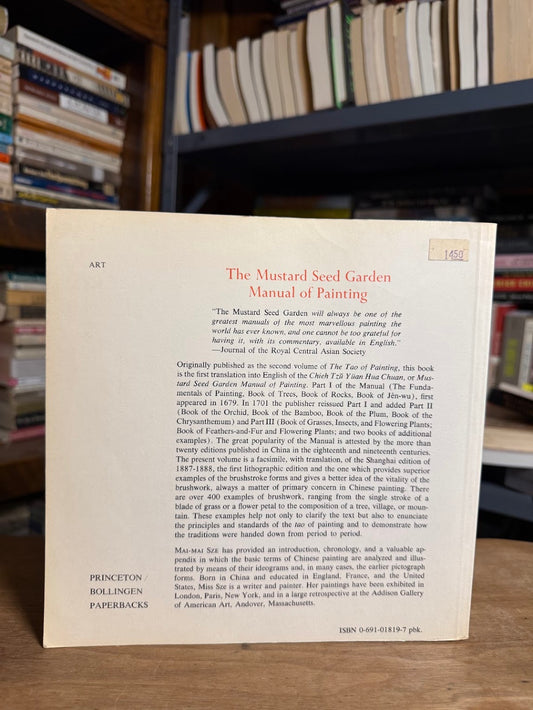 ART
1450
The Mustard Seed Garden
Manual of Painting
"The Mustard Seed Garden will always be one of the
greatest manuals of the most marvellous painting the
world has ever known, and one cannot be too grateful for
having it, with its commentary, available in English."
—Journal of the Royal Central Asian Society
Originally published as the second volume of The Tao of Painting, this book
is the first translation into English of the Chieh Tzŭ Yüan Hua Chuan, or Mus-
tard Seed Garden Manual of Painting. Part I of the Manual (The Funda-
mentals of Painting, Book of Trees, Book of Rocks, Book of Jên-wu), first
appeared in 1679. In 1701 the publisher reissued Part I and added Part II
(Book of the Orchid, Book of the Bamboo, Book of the Plum, Book of the
Chrysanthemum) and Part III (Book of Grasses, Insects, and Flowering Plants;
Book of Feathers-and-Fur and Flowering Plants; and two books of additional
examples). The great popularity of the Manual is attested by the more than
twenty editions published in China in the eighteenth and nineteenth centuries.
The present volume is a facsimile, with translation, of the Shanghai edition of
1887-1888, the first lithographic edition and the one which provides superior
examples of the brushstroke forms and gives a better idea of the vitality of the
brushwork, always a matter of primary concern in Chinese painting. There
are over 400 examples of brushwork, ranging from the single stroke of a
blade of grass or a flower petal to the composition of a tree, village, or moun-
tain. These examples help not only to clarify the text but also to enunciate
the principles and standards of the tao of painting and to demonstrate how
the traditions were handed down from period to period.
MAI-MAI SZE has provided an introduction, chronology, and a valuable ap-
pendix in which the basic terms of Chinese painting are analyzed and illus-
trated by means of their ideograms and, in many cases, the earlier pictograph
forms. Born in China and educated in England, France, and the United
States, Miss Sze is a writer and painter. Her paintings have been exhibited in
London, Paris, New York, and in a large retrospective at the Addison Gallery
of American Art, Andover, Massachusetts.
PRINCETON /
BOLLINGEN
PAPERBACKS
ISBN 0-691-01819-7 pbk.